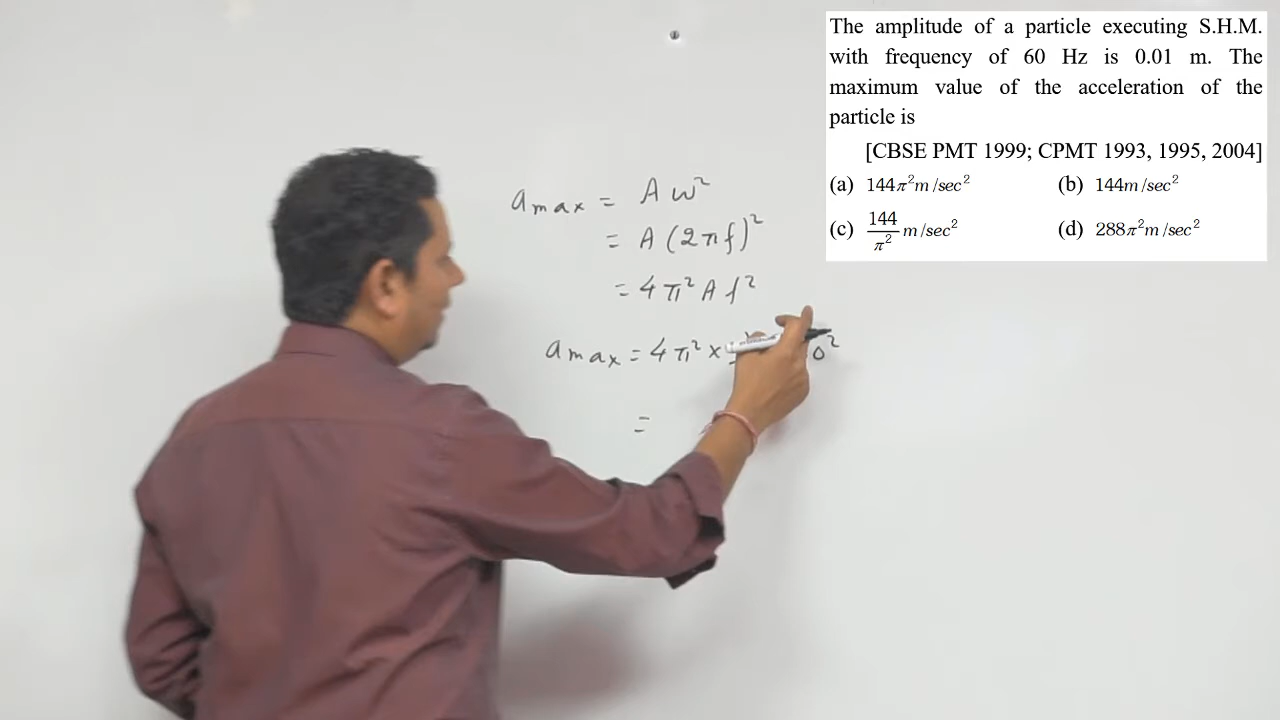 The amplitude of a particle executing S.H.M.
with frequency of 60 Hz is 0.01 m. The
maximum value of the acceleration of the
particle is
[CBSE PMT 1999; CPMT 1993, 1995, 2004]
(a) 144π²m/sec² (b) 144m/sec²
(c) 144/π² m/sec² (d) 288π²m/sec²
amax = Aω²
= A(2πf)²
= 4π²Af²
amax = 4π² × 0²
=